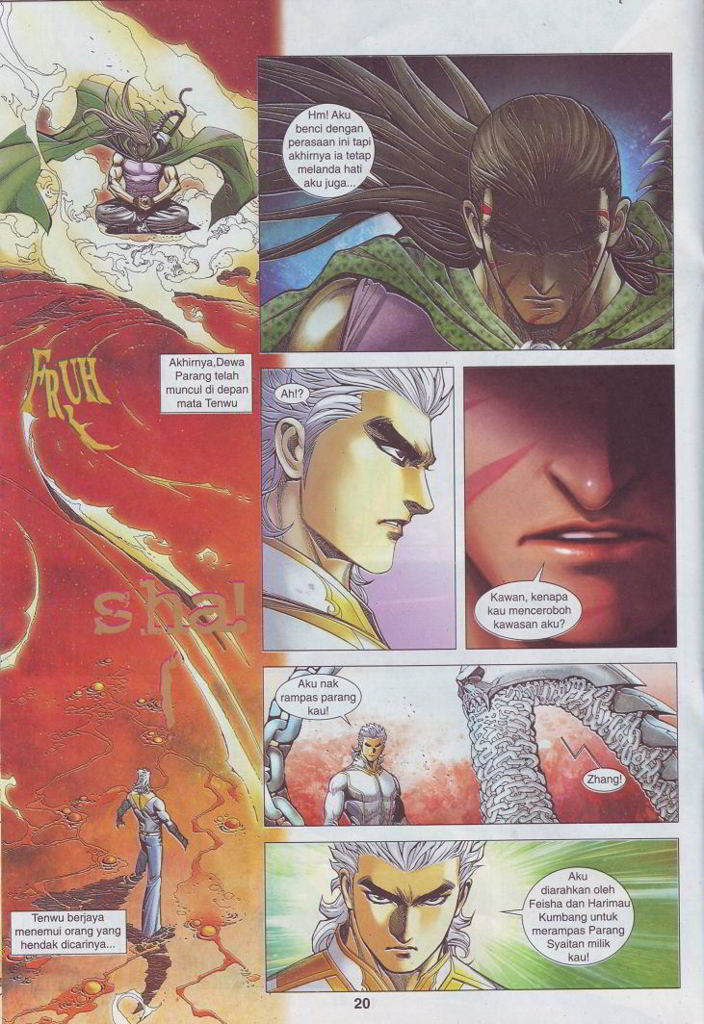 Hm! Aku
benci dengan
perasaan ini tapi
akhirnya ia tetap
melanda hati
aku juga...
FRUH
Akhirnya,Dewa
Parang telah
muncul di depan
mata Tenwu
Ah!?
Kawan, kenapa
kau menceroboh
kawasan aku?
sha!
Aku nak
rampas parang
kau!
Zhang!
Tenwu berjaya
menemui orang yang
hendak dicarinya...
Aku
diarahkan oleh
Feisha dan Harimau
Kumbang untuk
merampas Parang
Syaitan milik
kau!
20